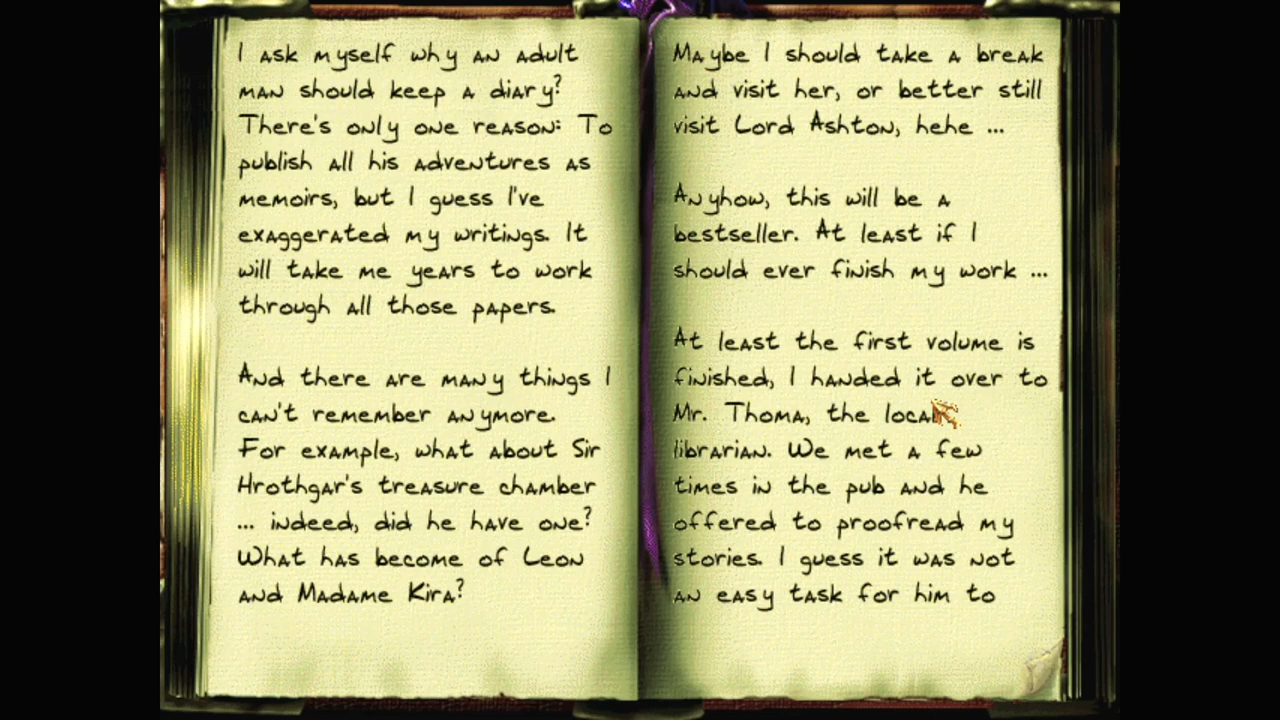 I ask myself why an adult
man should keep a diary?
There's only one reason: To
publish all his adventures as
memoirs, but I guess I've
exaggerated my writings. It
will take me years to work
through all those papers.
And there are many things I
can't remember anymore.
For example, what about Sir
Hrothgar's treasure chamber
... indeed, did he have one?
What has become of Leon
and Madame Kira?
Maybe I should take a break
and visit her, or better still
visit Lord Ashton, hehe ...
Anyhow, this will be a
bestseller. At least if I
should ever finish my work ...
At least the first volume is
finished, I handed it over to
Mr. Thoma, the local
librarian. We met a few
times in the pub and he
offered to proofread my
stories. I guess it was not
an easy task for him to